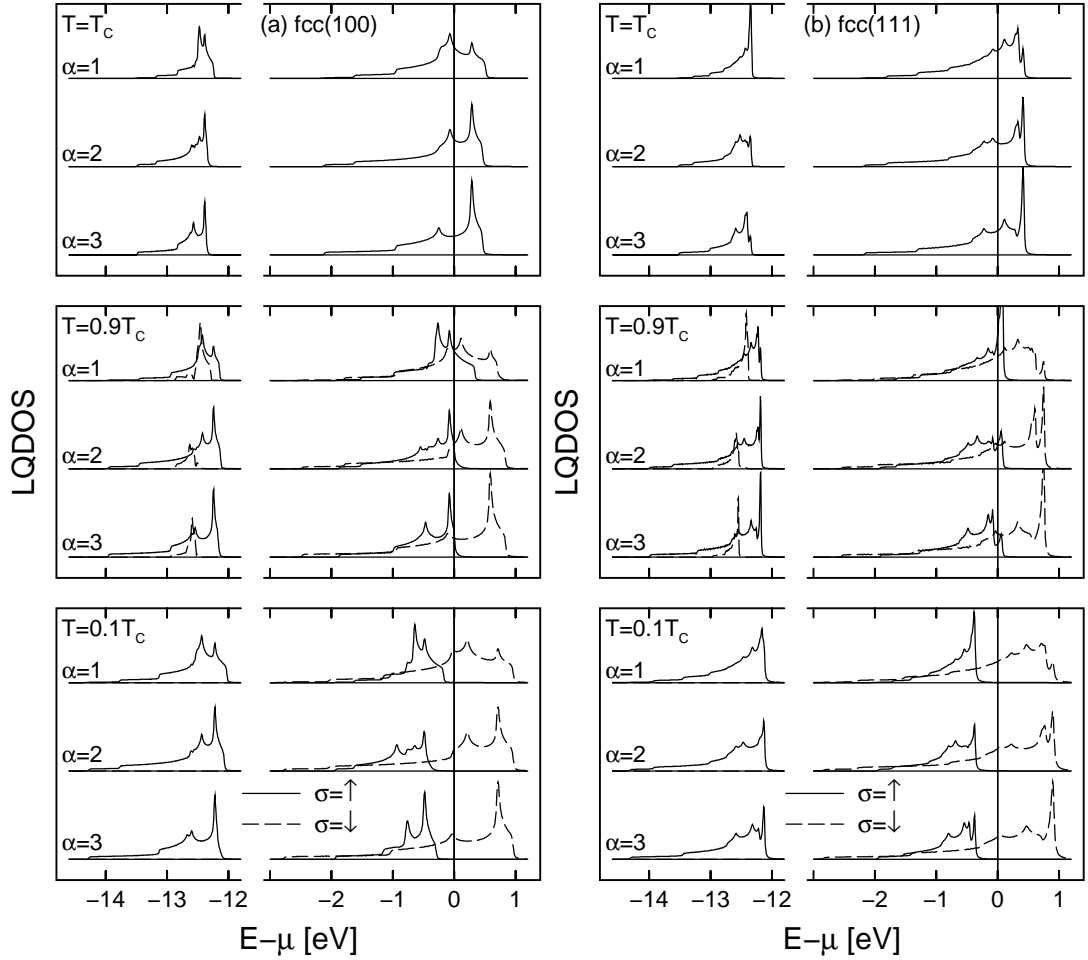 T=T_C (a) fcc(100)
α=1
α=2
α=3
T=0.9T_C
α=1
α=2
α=3
T=0.1T_C
α=1
α=2
σ=↑
σ=↓
α=3
−14 −13 −12 −1 0 1
E−μ [eV]
LQDOS
T=T_C (b) fcc(111)
α=1
α=2
α=3
T=0.9T_C
α=1
α=2
α=3
T=0.1T_C
α=1
α=2
σ=↑
σ=↓
α=3
−14 −13 −12 −1 0 1
E−μ [eV]
LQDOS